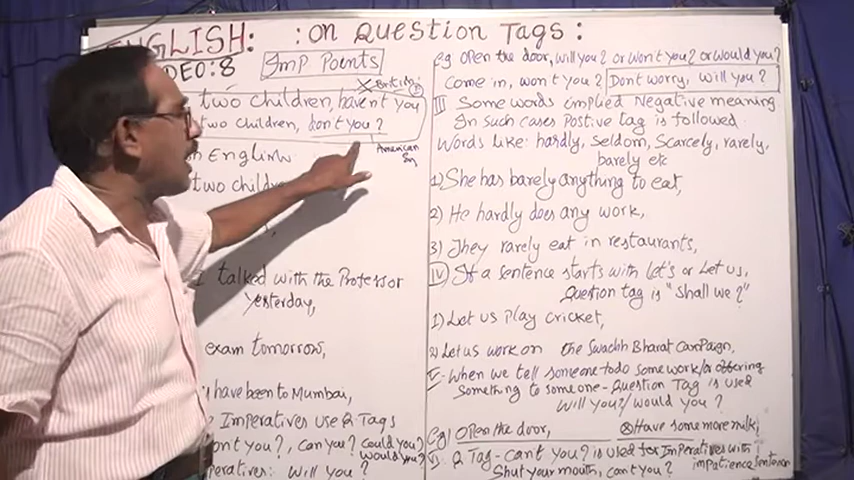 ENGLISH: : On Question Tags :
DEO:8
Imp Points
British
two children, haven't you
two children, don't you?
American
English
two children
I talked with the Professor
Yesterday,
exam tomorrow,
have been to Mumbai,
Imperatives use Q Tags
on't you?, can you? Could you?
would you?
peratives: Will you?
eg Open the door, will you? or won't you? or would you?
Come in, won't you? Don't worry, will you?
III Some words implied Negative meaning
In such cases Postive tag is followed
Words like: hardly, Seldom, Scarcely, rarely,
barely etc
1) She has barely anything to eat,
2) He hardly does any work,
3) They rarely eat in restaurants,
IV If a sentence starts with Let's or Let us,
Question tag is "Shall we?"
1) Let us play cricket,
2) Let us work on the Swachh Bharat Campaign,
V When we tell someone to do some work/or offering
Something to someone - Question Tag is used
Will you?/would you?
Eg1 Open the door, Have some more milk,
Q Tag - can't you? is used for Imperatives with
Shut your mouth, can't you? impatience sentence